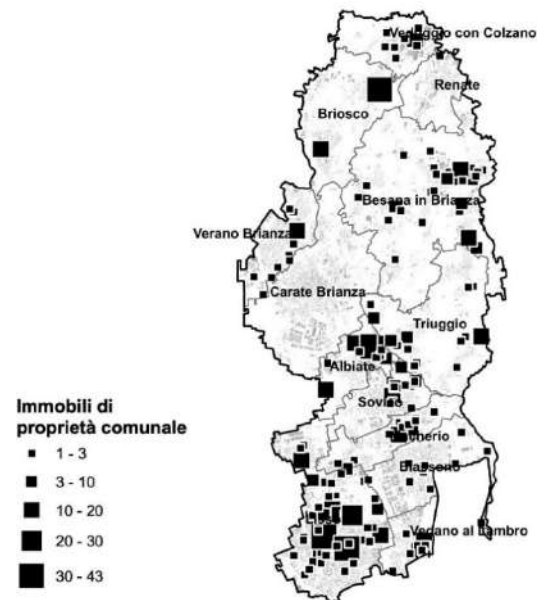 Veduggio con Colzano
Renate
Briosco
Besana in Brianza
Verano Brianza
Carate Brianza
Triuggio
Albiate
Sovico
Macherio
Biassono
Vedano al Lambro
Immobili di
proprietà comunale
1 - 3
3 - 10
10 - 20
20 - 30
30 - 43